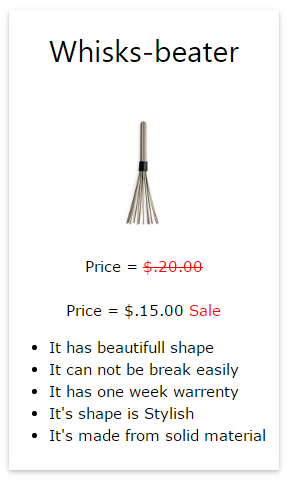 Whisks-beater
Price = $.20.00
Price = $.15.00 Sale
It has beautifull shape
It can not be break easily
It has one week warrenty
It's shape is Stylish
It's made from solid material